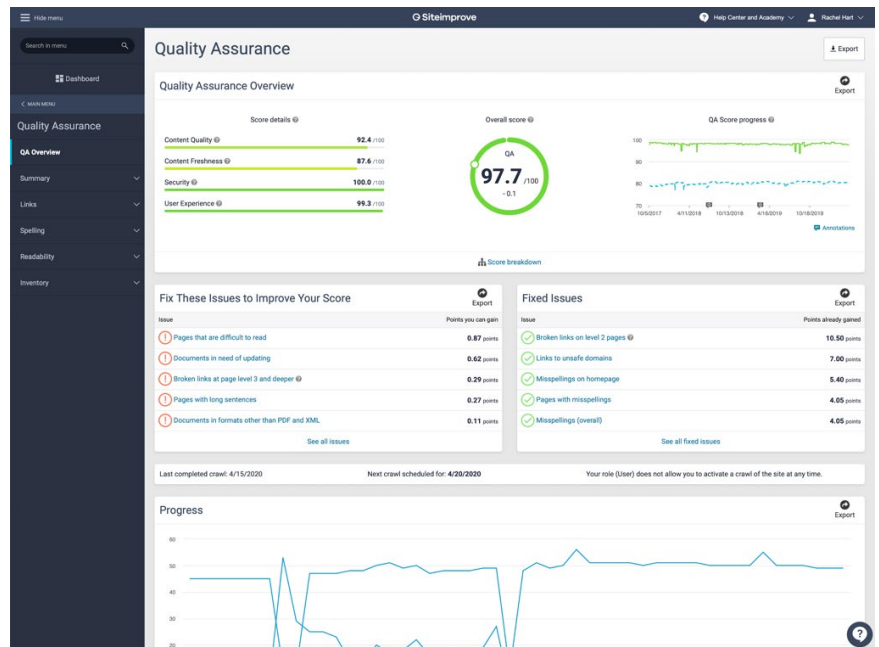 Hide menu
Siteimprove
Help Center and Academy
Rachel Hart
Search in menu
Dashboard
MAIN MENU
Quality Assurance
QA Overview
Summary
Links
Spelling
Readability
Inventory
Quality Assurance
Export
Quality Assurance Overview
Export
Score details
Content Quality 92.4 /100
Content Freshness 87.6 /100
Security 100.0 /100
User Experience 99.3 /100
Overall score
QA
97.7 /100
- 0.1
QA Score progress
100
90
80
70
10/5/2017 4/11/2018 10/13/2018 4/16/2019 10/18/2019
Annotations
Score breakdown
Fix These Issues to Improve Your Score
Export
Issue Points you can gain
Pages that are difficult to read 0.87 points
Documents in need of updating 0.62 points
Broken links at page level 3 and deeper 0.29 points
Pages with long sentences 0.27 points
Documents in formats other than PDF and XML 0.11 points
See all issues
Fixed Issues
Export
Issue Points already gained
Broken links on level 2 pages 10.50 points
Links to unsafe domains 7.00 points
Misspellings on homepage 5.40 points
Pages with misspellings 4.05 points
Misspellings (overall) 4.05 points
See all fixed issues
Last completed crawl: 4/15/2020 Next crawl scheduled for: 4/20/2020 Your role (User) does not allow you to activate a crawl of the site at any time.
Progress
Export
60
50
40
30
20